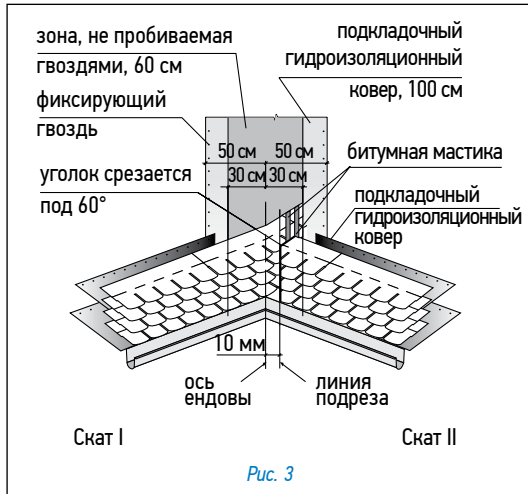 зона, не пробиваемая
гвоздями, 60 см
фиксирующий
гвоздь
уголок срезается
под 60°
подкладочный
гидроизоляционный
ковер, 100 см
50 см
50 см
30 см
30 см
битумная мастика
подкладочный
гидроизоляционный
ковер
10 мм
ось
ендовы
линия
подреза
Скат I
Скат II
Рис. 3